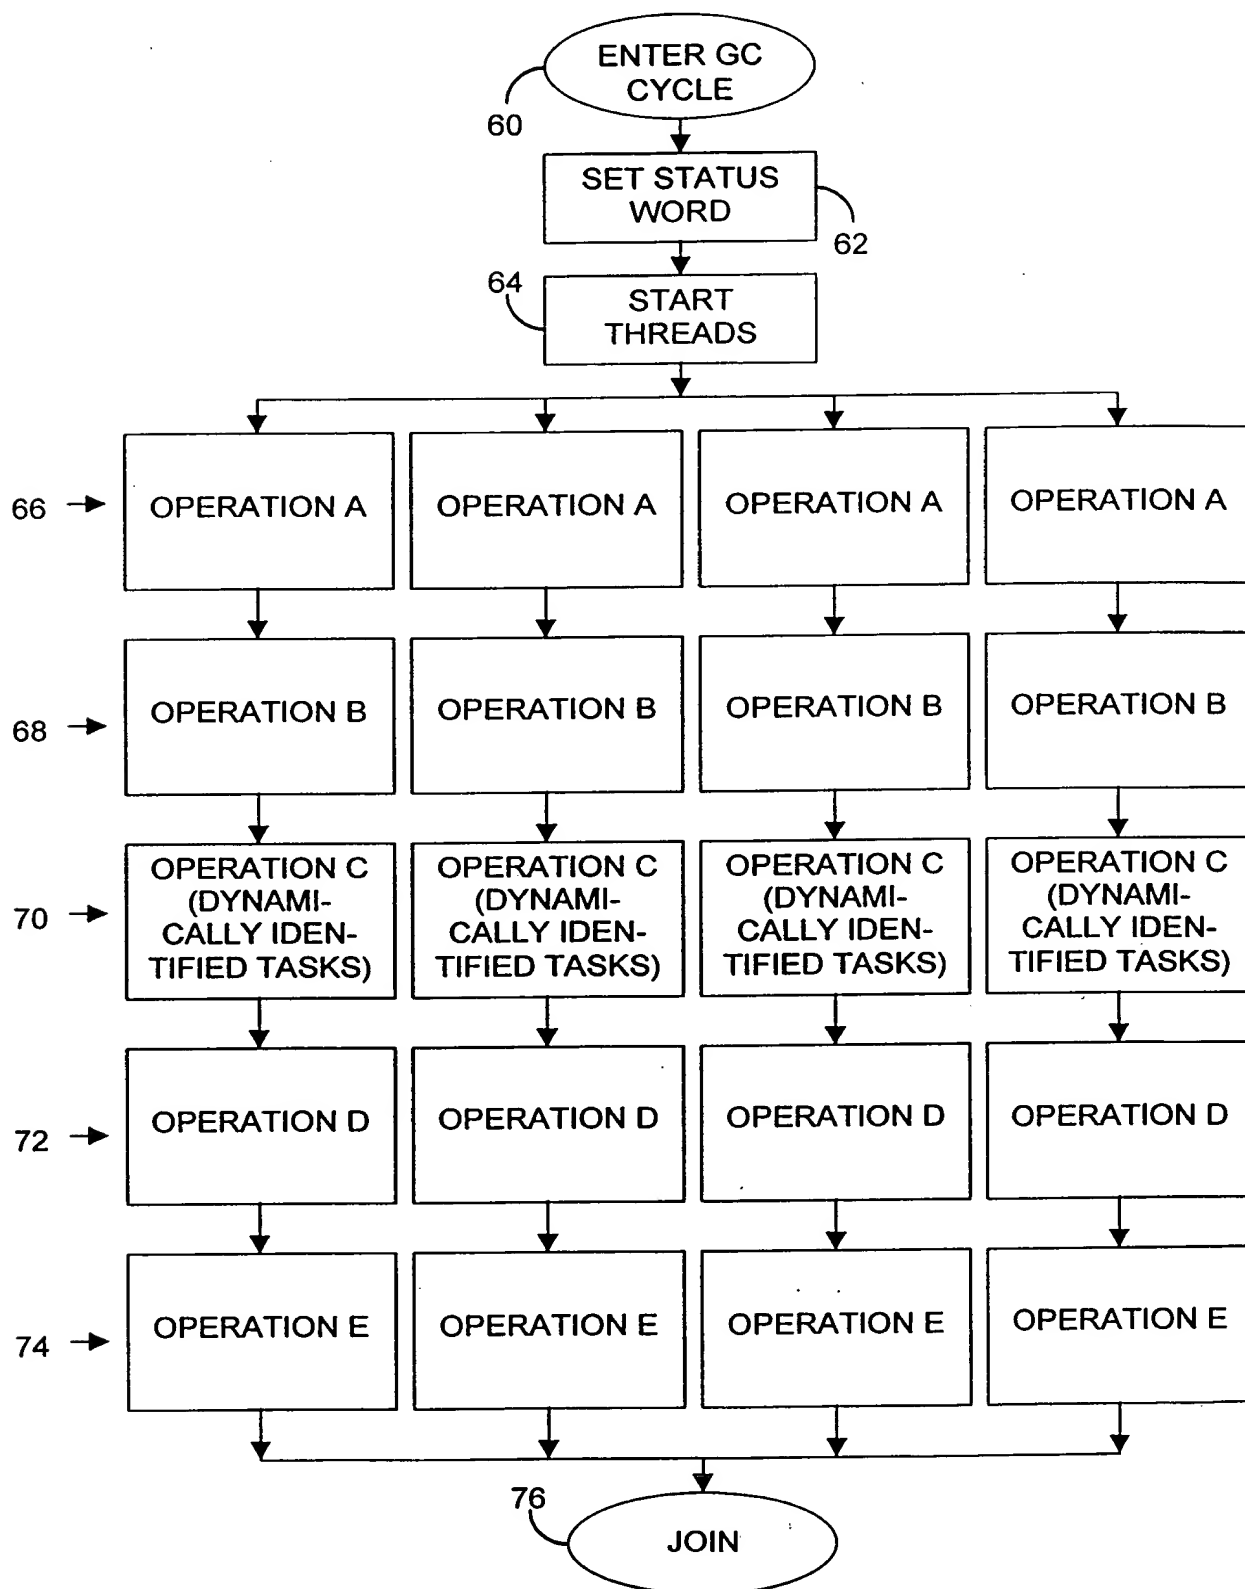 ENTER GC
CYCLE
60
SET STATUS
WORD
62
64
START
THREADS
66
OPERATION A
OPERATION A
OPERATION A
OPERATION A
68
OPERATION B
OPERATION B
OPERATION B
OPERATION B
70
OPERATION C
(DYNAMI-
CALLY IDEN-
TIFIED TASKS)
OPERATION C
(DYNAMI-
CALLY IDEN-
TIFIED TASKS)
OPERATION C
(DYNAMI-
CALLY IDEN-
TIFIED TASKS)
OPERATION C
(DYNAMI-
CALLY IDEN-
TIFIED TASKS)
72
OPERATION D
OPERATION D
OPERATION D
OPERATION D
74
OPERATION E
OPERATION E
OPERATION E
OPERATION E
76
JOIN